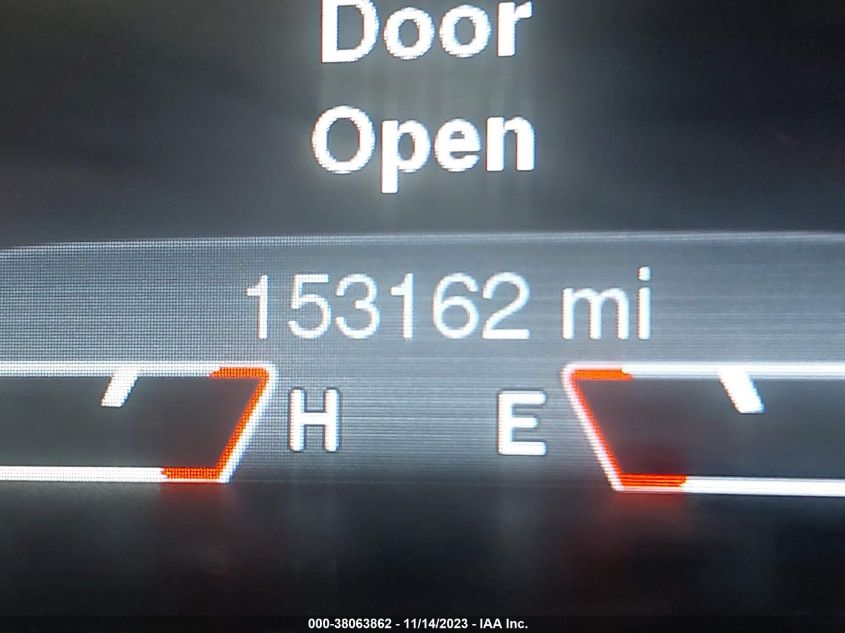 Door
Open
153162 mi
H E
000-38063862 - 11/14/2023 - IAA Inc.